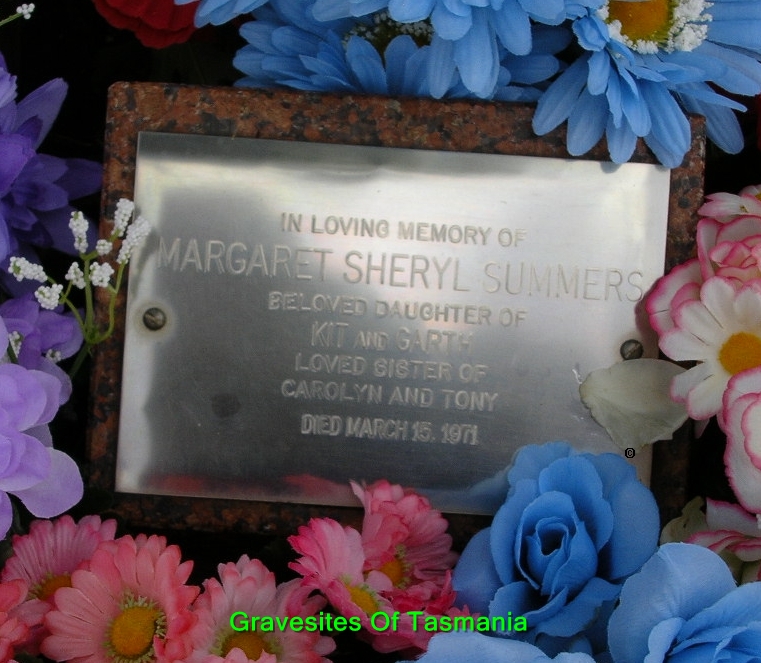 IN LOVING MEMORY OF
MARGARET SHERYL SUMMERS
BELOVED DAUGHTER OF
KIT AND GARTH
LOVED SISTER OF
CAROLYN AND TONY
DIED MARCH 15, 1971
©
Gravesites Of Tasmania